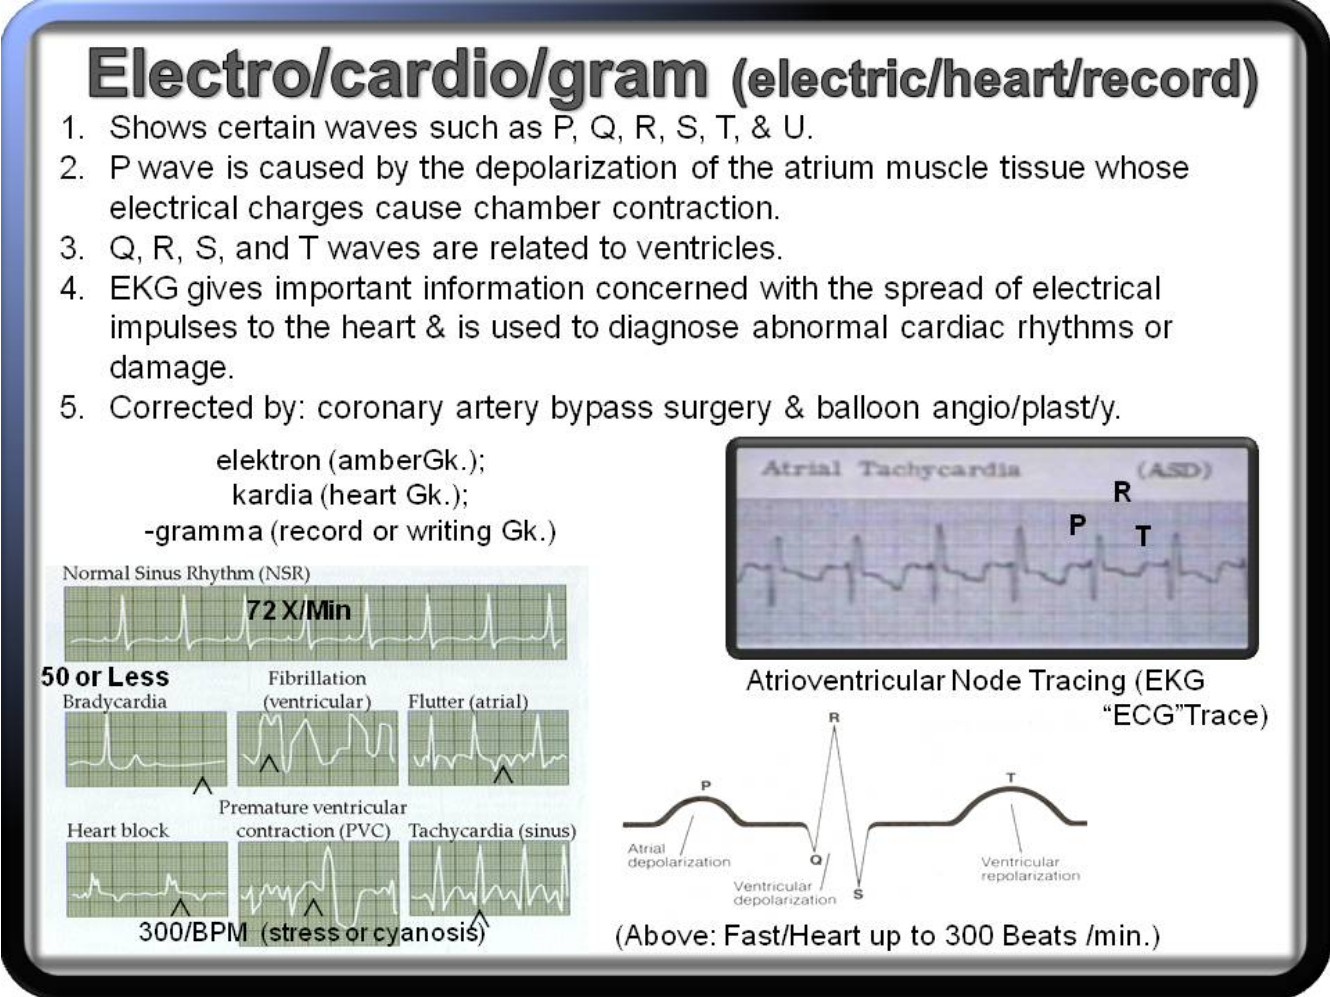 Electro/cardio/gram (electric/heart/record)
1. Shows certain waves such as P, Q, R, S, T, & U.
2. P wave is caused by the depolarization of the atrium muscle tissue whose
electrical charges cause chamber contraction.
3. Q, R, S, and T waves are related to ventricles.
4. EKG gives important information concerned with the spread of electrical
impulses to the heart & is used to diagnose abnormal cardiac rhythms or
damage.
5. Corrected by: coronary artery bypass surgery & balloon angio/plast/y.
elektron (amberGk.);
kardia (heart Gk.);
-gramma (record or writing Gk.)
Normal Sinus Rhythm (NSR)
72 X/Min
50 or Less
Bradycardia
Fibrillation
(ventricular)
Flutter (atrial)
Heart block
Premature ventricular
contraction (PVC)
Tachycardia (sinus)
300/BPM (stress or cyanosis)
Atrial Tachycardia (ASD)
R
P
T
Atrioventricular Node Tracing (EKG
“ECG”Trace)
R
P
T
Atrial
depolarization
Q
Ventricular
depolarization
S
Ventricular
repolarization
(Above: Fast/Heart up to 300 Beats /min.)